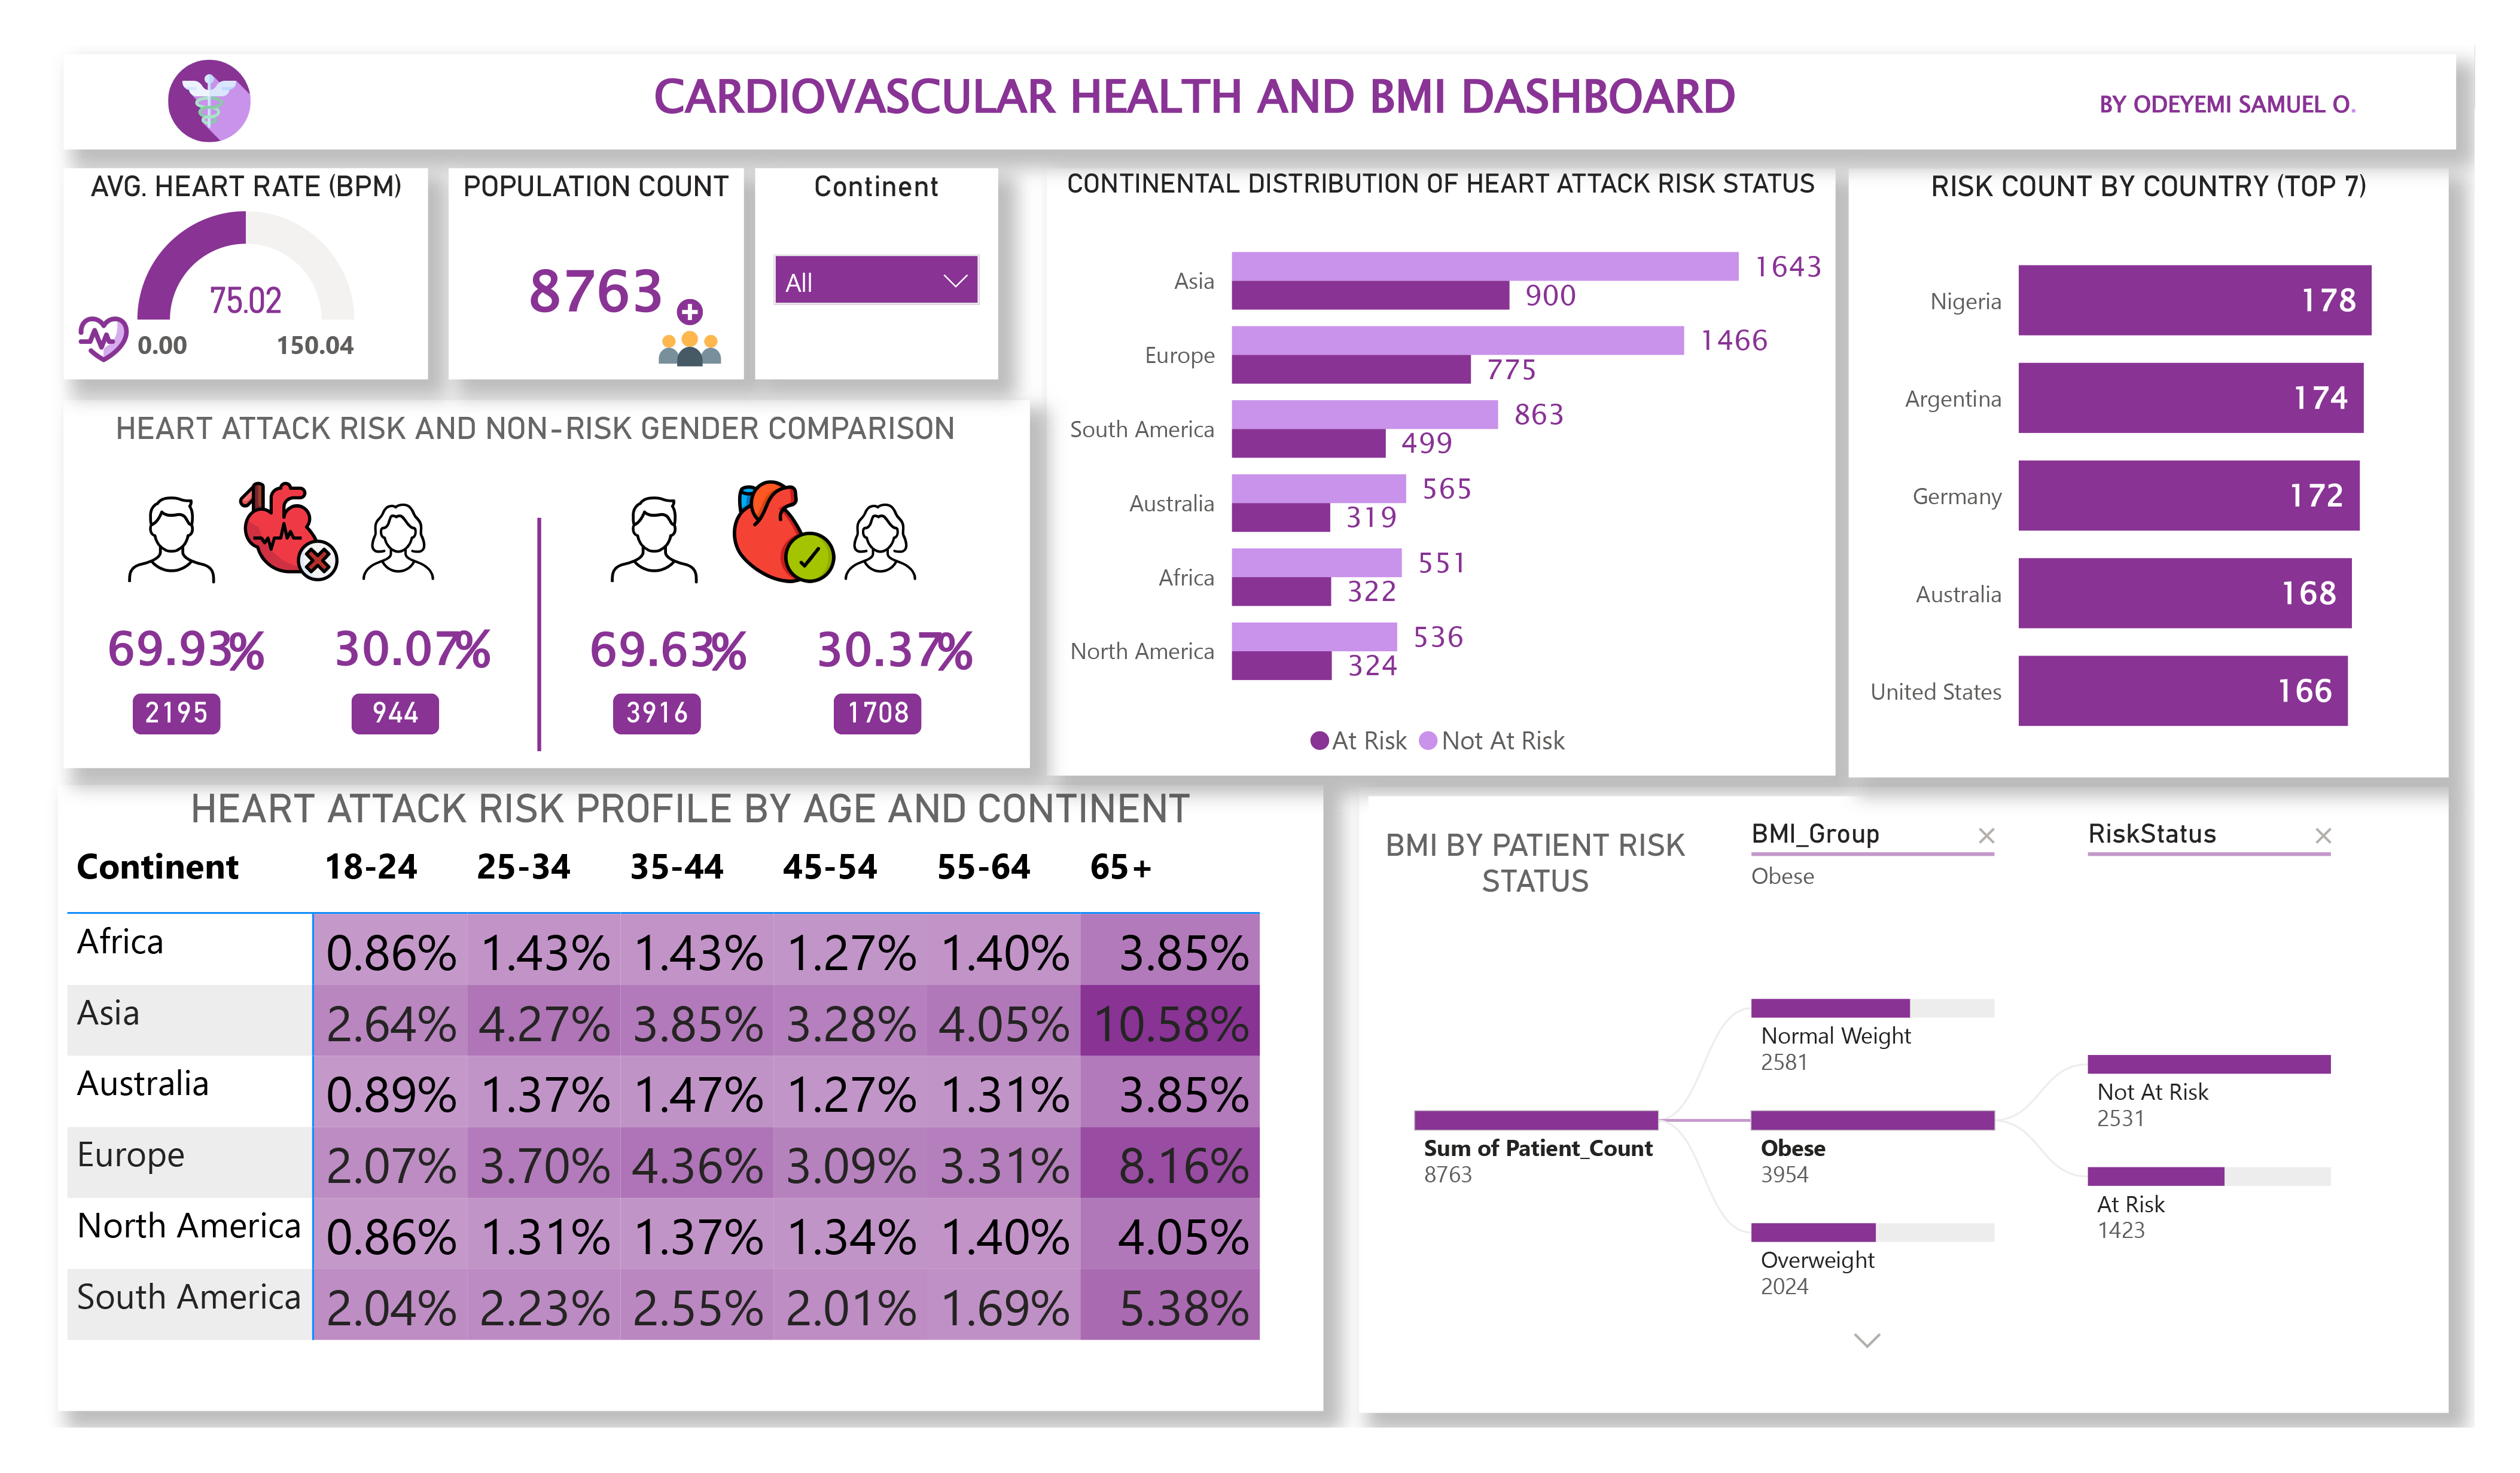 CARDIOVASCULAR HEALTH AND BMI DASHBOARD
BY ODEYEMI SAMUEL O.
AVG. HEART RATE (BPM)
75.02
0.00 150.04
POPULATION COUNT
8763
Continent
All
HEART ATTACK RISK AND NON-RISK GENDER COMPARISON
69.93% 30.07% 69.63% 30.37%
2195 944 3916 1708
CONTINENTAL DISTRIBUTION OF HEART ATTACK RISK STATUS
Asia 1643
900
Europe 1466
775
South America 863
499
Australia 565
319
Africa 551
322
North America 536
324
At Risk Not At Risk
RISK COUNT BY COUNTRY (TOP 7)
Nigeria 178
Argentina 174
Germany 172
Australia 168
United States 166
HEART ATTACK RISK PROFILE BY AGE AND CONTINENT
Continent 18-24 25-34 35-44 45-54 55-64 65+
Africa 0.86% 1.43% 1.43% 1.27% 1.40% 3.85%
Asia 2.64% 4.27% 3.85% 3.28% 4.05% 10.58%
Australia 0.89% 1.37% 1.47% 1.27% 1.31% 3.85%
Europe 2.07% 3.70% 4.36% 3.09% 3.31% 8.16%
North America 0.86% 1.31% 1.37% 1.34% 1.40% 4.05%
South America 2.04% 2.23% 2.55% 2.01% 1.69% 5.38%
BMI BY PATIENT RISK
STATUS
BMI_Group
Obese
RiskStatus
Sum of Patient_Count
8763
Normal Weight
2581
Obese
3954
Overweight
2024
Not At Risk
2531
At Risk
1423